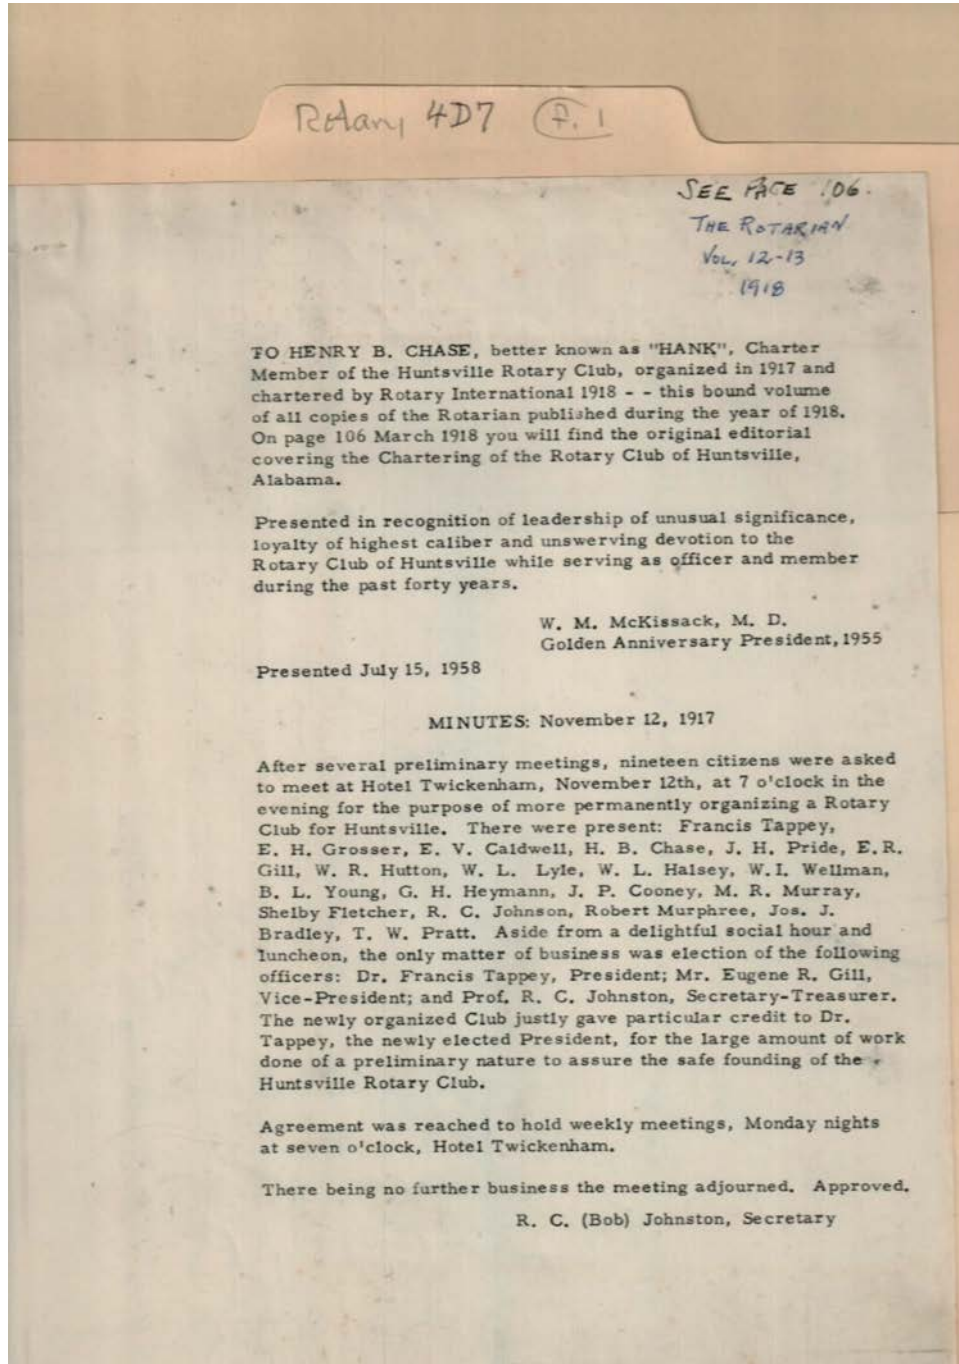 Rotary 4D7 P. 1
SEE PAGE 106.
THE ROTARIAN
VOL. 12-13
1918
TO HENRY B. CHASE, better known as "HANK", Charter
Member of the Huntsville Rotary Club, organized in 1917 and
chartered by Rotary International 1918 - - this bound volume
of all copies of the Rotarian published during the year of 1918.
On page 106 March 1918 you will find the original editorial
covering the Chartering of the Rotary Club of Huntsville,
Alabama.
Presented in recognition of leadership of unusual significance,
loyalty of highest caliber and unswerving devotion to the
Rotary Club of Huntsville while serving as officer and member
during the past forty years.
W. M. McKissack, M. D.
Golden Anniversary President, 1955
Presented July 15, 1958
MINUTES: November 12, 1917
After several preliminary meetings, nineteen citizens were asked
to meet at Hotel Twickenham, November 12th, at 7 o'clock in the
evening for the purpose of more permanently organizing a Rotary
Club for Huntsville. There were present: Francis Tappey,
E. H. Grosser, E. V. Caldwell, H. B. Chase, J. H. Pride, E. R.
Gill, W. R. Hutton, W. L. Lyle, W. L. Halsey, W. I. Wellman,
B. L. Young, G. H. Heymann, J. P. Cooney, M. R. Murray,
Shelby Fletcher, R. C. Johnson, Robert Murphree, Jos. J.
Bradley, T. W. Pratt. Aside from a delightful social hour and
luncheon, the only matter of business was election of the following
officers: Dr. Francis Tappey, President; Mr. Eugene R. Gill,
Vice-President; and Prof. R. C. Johnston, Secretary-Treasurer.
The newly organized Club justly gave particular credit to Dr.
Tappey, the newly elected President, for the large amount of work
done of a preliminary nature to assure the safe founding of the
Huntsville Rotary Club.
Agreement was reached to hold weekly meetings, Monday nights
at seven o'clock, Hotel Twickenham.
There being no further business the meeting adjourned. Approved.
R. C. (Bob) Johnston, Secretary